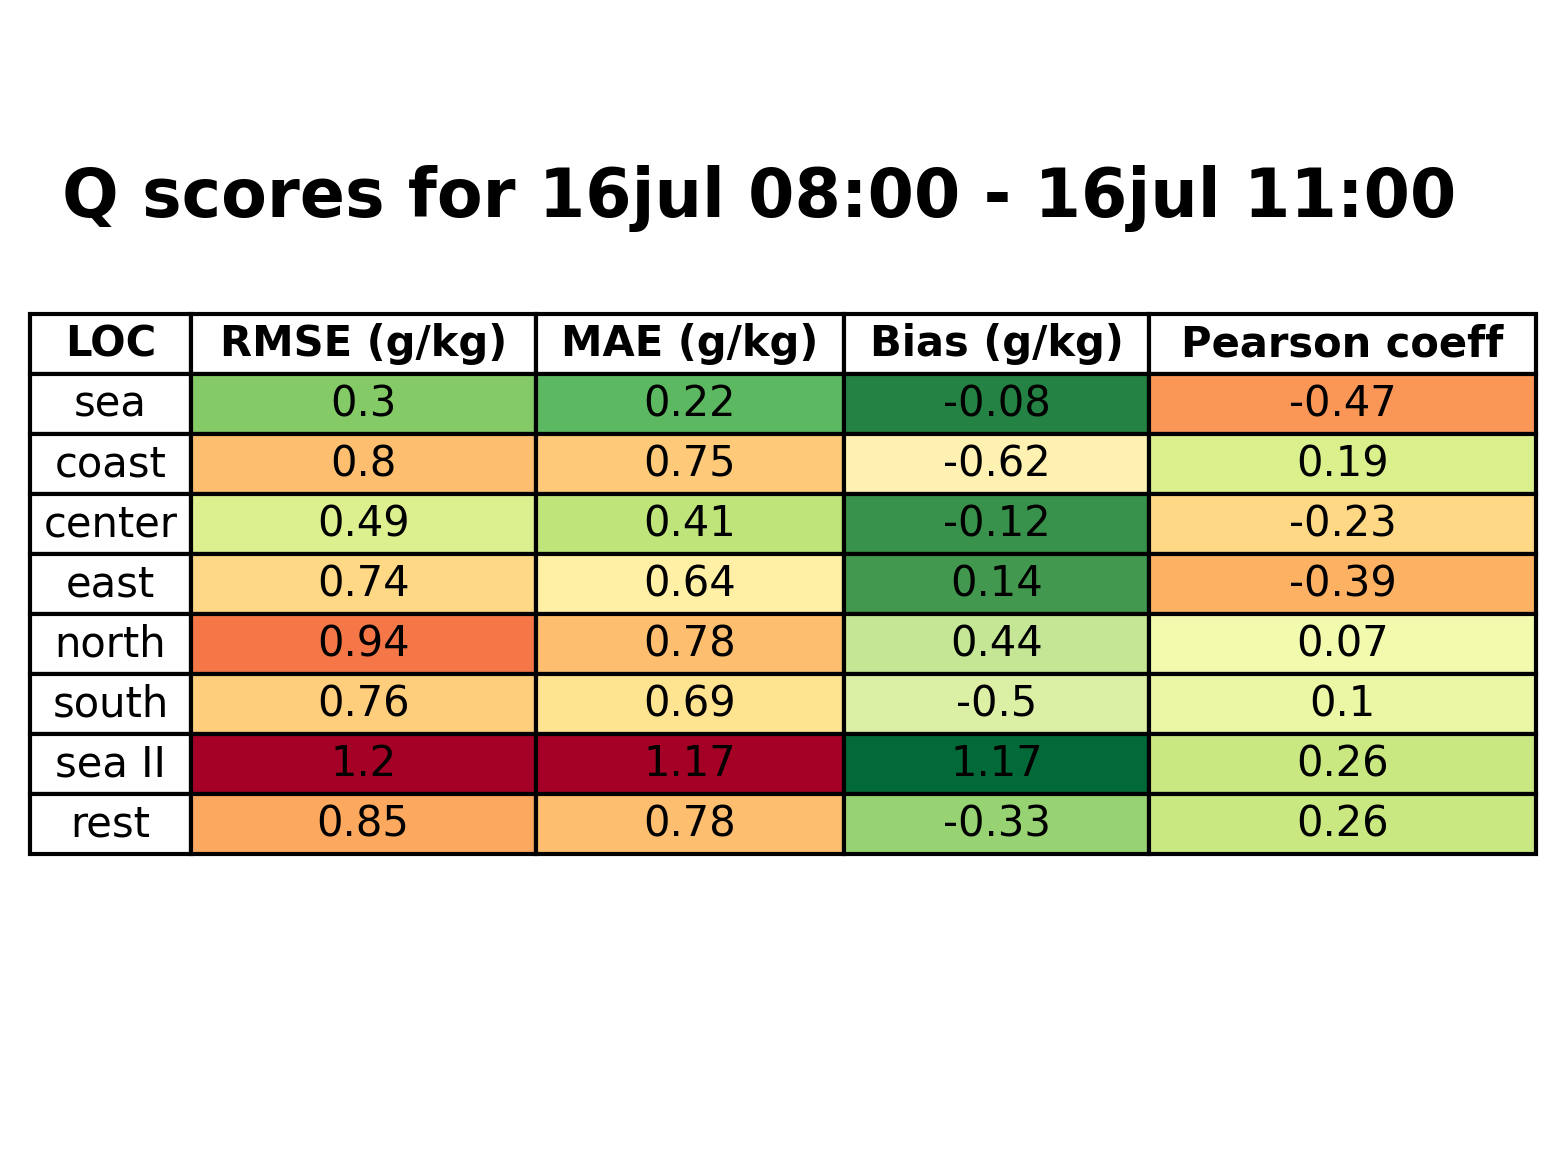 Q scores for 16jul 08:00 - 16jul 11:00
LOC RMSE (g/kg) MAE (g/kg) Bias (g/kg) Pearson coeff
sea 0.3 0.22 -0.08 -0.47
coast 0.8 0.75 -0.62 0.19
center 0.49 0.41 -0.12 -0.23
east 0.74 0.64 0.14 -0.39
north 0.94 0.78 0.44 0.07
south 0.76 0.69 -0.5 0.1
sea II 1.2 1.17 1.17 0.26
rest 0.85 0.78 -0.33 0.26